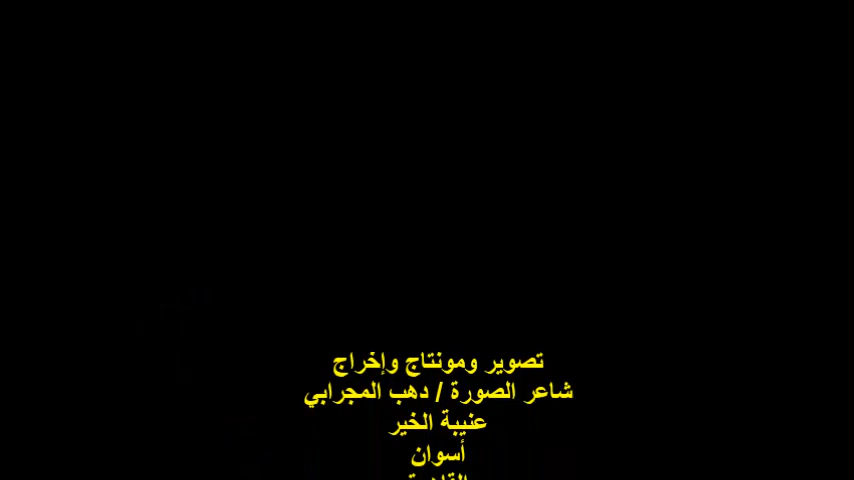 تصوير ومونتاج وإخراج
شاعر الصورة / دهب المجرابي
عنيبة الخير
أسوان